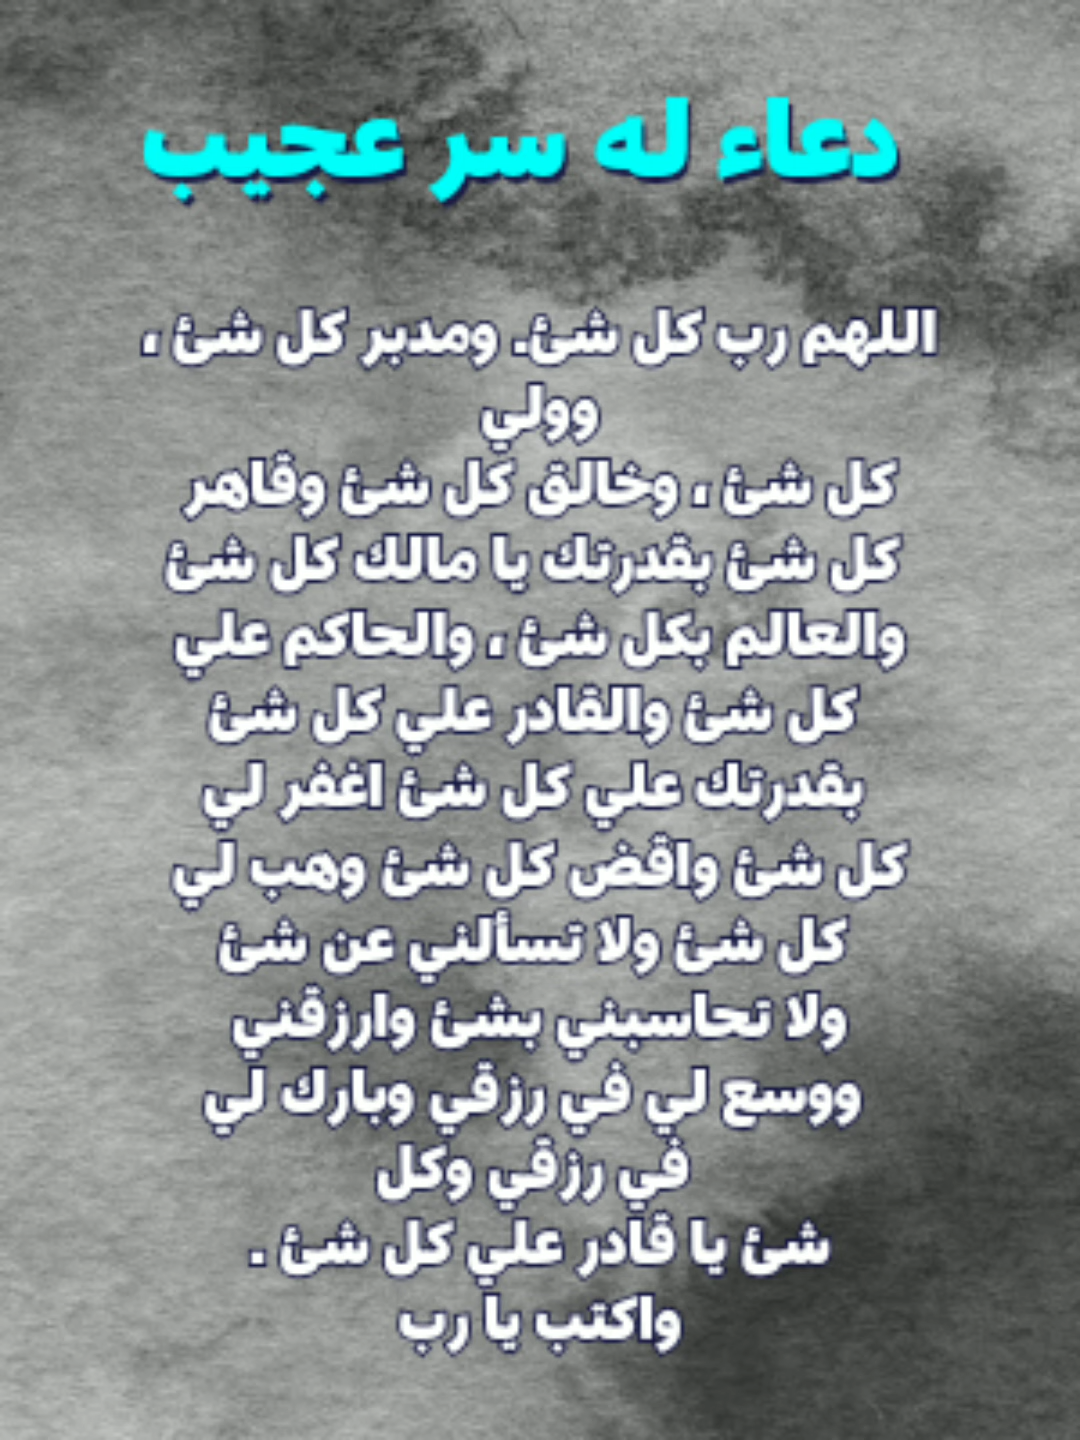 دعاء له سر عجيب
اللهم رب كل شئ. ومدبر كل شئ ،
وولي
كل شئ ، وخالق كل شئ وقاهر
كل شئ بقدرتك يا مالك كل شئ
والعالم بكل شئ ، والحاكم علي
كل شئ والقادر علي كل شئ
بقدرتك علي كل شئ اغفر لي
كل شئ واقض كل شئ وهب لي
كل شئ ولا تسألني عن شئ
ولا تحاسبني بشئ وارزقني
ووسع لي في رزقي وبارك لي
في رزقي وكل
شئ يا قادر علي كل شئ .
واكتب يا رب